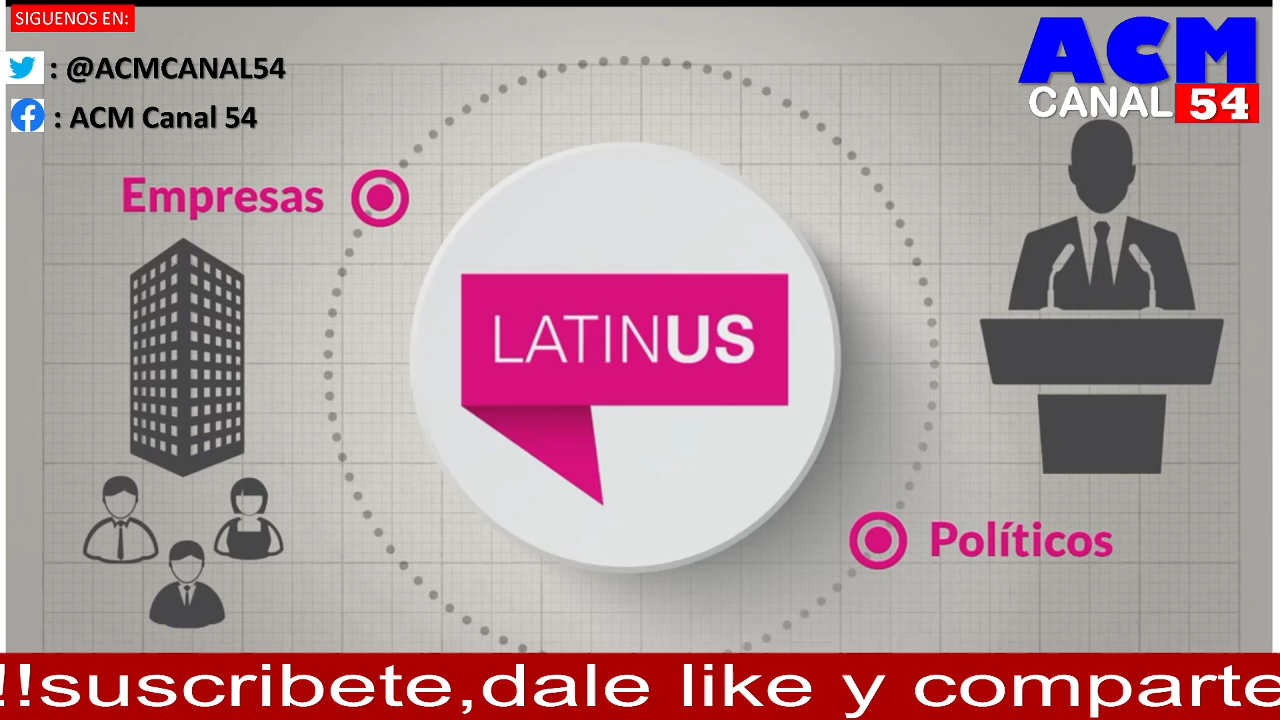 SIGUENOS EN:
: @ACMCANAL54
: ACM Canal 54
ACM
CANAL 54
Empresas
LATINUS
Políticos
!!suscribete,dale like y comparte